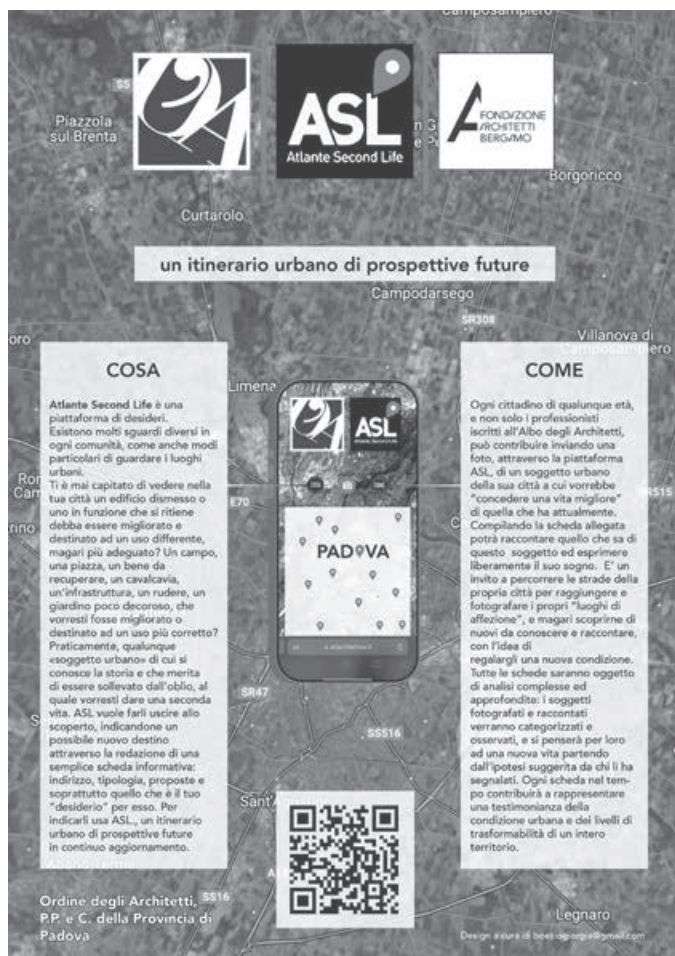 Camposampiero
SS
Piazzola
sul Brenta
ASL
Atlante Second Life
FONDAZIONE
ARCHITETTI
BERGAMO
Borgoricco
Curtarolo
un itinerario urbano di prospettive future
Campodarsego
SR308
Villanova di
Camposampiero
Limena
COSA
Atlante Second Life è una
piattaforma di desideri.
Esistono molti sguardi diversi in
ogni comunità, come anche modi
particolari di guardare i luoghi
urbani.
Ti è mai capitato di vedere nella
tua città un edificio dismesso o
uno in funzione che si ritiene
debba essere migliorato e
destinato ad un uso differente,
magari più adeguato? Un campo,
una piazza, un bene da
recuperare, un cavalcavia,
un'infrastruttura, un rudere, un
giardino poco decoroso, che
vorresti fosse migliorato o
destinato ad un uso più corretto?
Praticamente, qualunque
«soggetto urbano» di cui si
conosce la storia e che merita
di essere sollevato dall'oblio, al
quale vorresti dare una seconda
vita. ASL vuole farli uscire allo
scoperto, indicandone un
possibile nuovo destino
attraverso la redazione di una
semplice scheda informativa:
indirizzo, tipologia, proposte e
soprattutto quello che è il tuo
"desiderio" per esso. Per
indicarli usa ASL., un itinerario
urbano di prospettive future
in continuo aggiornamento.
ASL
Atlante Second Life
E70
PADOVA
SR47
SS516
Sant'A
COME
Ogni cittadino di qualunque età,
e non solo i professionisti
iscritti all'Albo degli Architetti,
può contribuire inviando una
foto, attraverso la piattaforma
ASL, di un soggetto urbano
della sua città a cui vorrebbe
"concedere una vita migliore"
di quella che ha attualmente.
Compilando la scheda allegata
potrà raccontare quello che sa di
questo soggetto ed esprimere
liberamente il suo sogno. E' un
invito a percorrere le strade della
propria città per raggiungere e
fotografare i propri "luoghi di
affezione", e magari scoprirne di
nuovi da conoscere e raccontare,
con l'idea di
regalargli una nuova condizione.
Tutte le schede saranno oggetto
di analisi complesse ed
approfondite: i soggetti
fotografati e raccontati
verranno categorizzati e
osservati, e si penserà per loro
ad una nuova vita partendo
dall'ipotesi suggerita da chi li ha
segnalati. Ogni scheda nel tem-
po contribuirà a rappresentare
una testimonianza della
condizione urbana e dei livelli di
trasformabilità di un intero
territorio.
SR515
Ordine degli Architetti,
P.P. e C. della Provincia di
Padova
SS16
Legnaro
Design a cura di